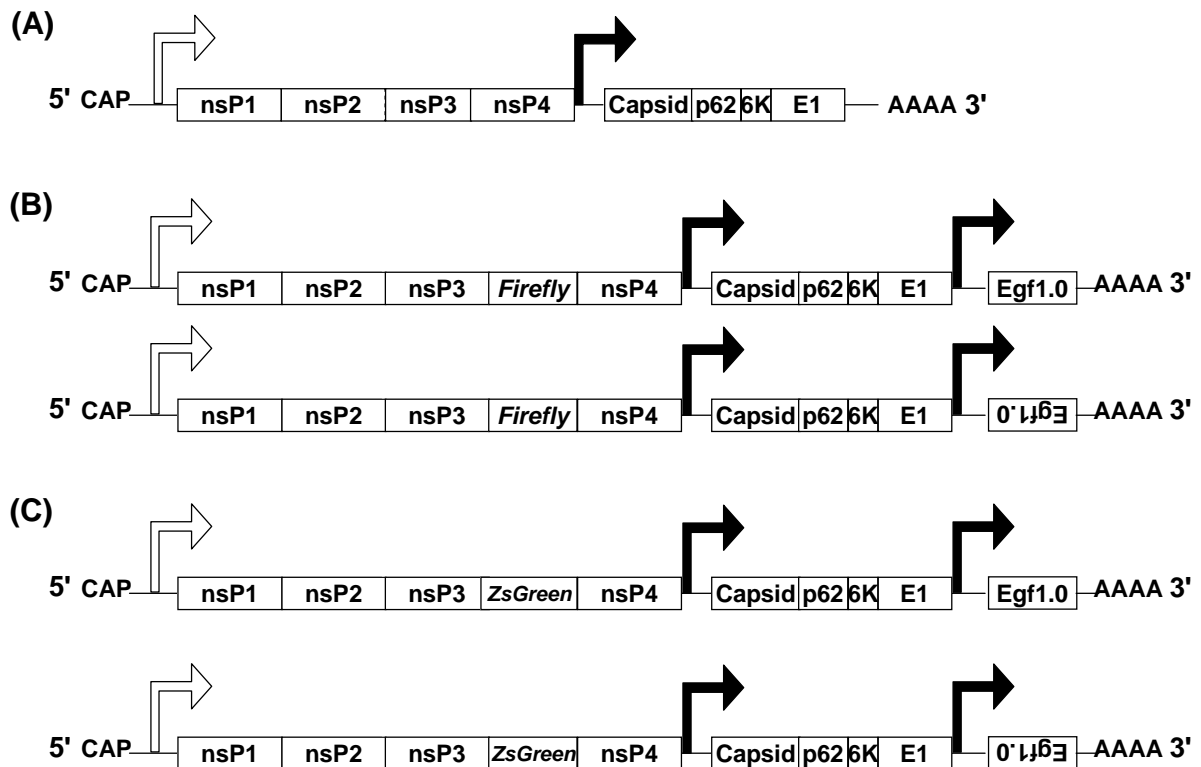 (A)
5' CAP nsP1 nsP2 nsP3 nsP4 Capsid p62 6K E1 AAAA 3'
(B)
5' CAP nsP1 nsP2 nsP3 Firefly nsP4 Capsid p62 6K E1 Egf1.0 AAAA 3'
5' CAP nsP1 nsP2 nsP3 Firefly nsP4 Capsid p62 6K E1 Egf1.0 AAAA 3'
(C)
5' CAP nsP1 nsP2 nsP3 ZsGreen nsP4 Capsid p62 6K E1 Egf1.0 AAAA 3'
5' CAP nsP1 nsP2 nsP3 ZsGreen nsP4 Capsid p62 6K E1 Egf1.0 AAAA 3'